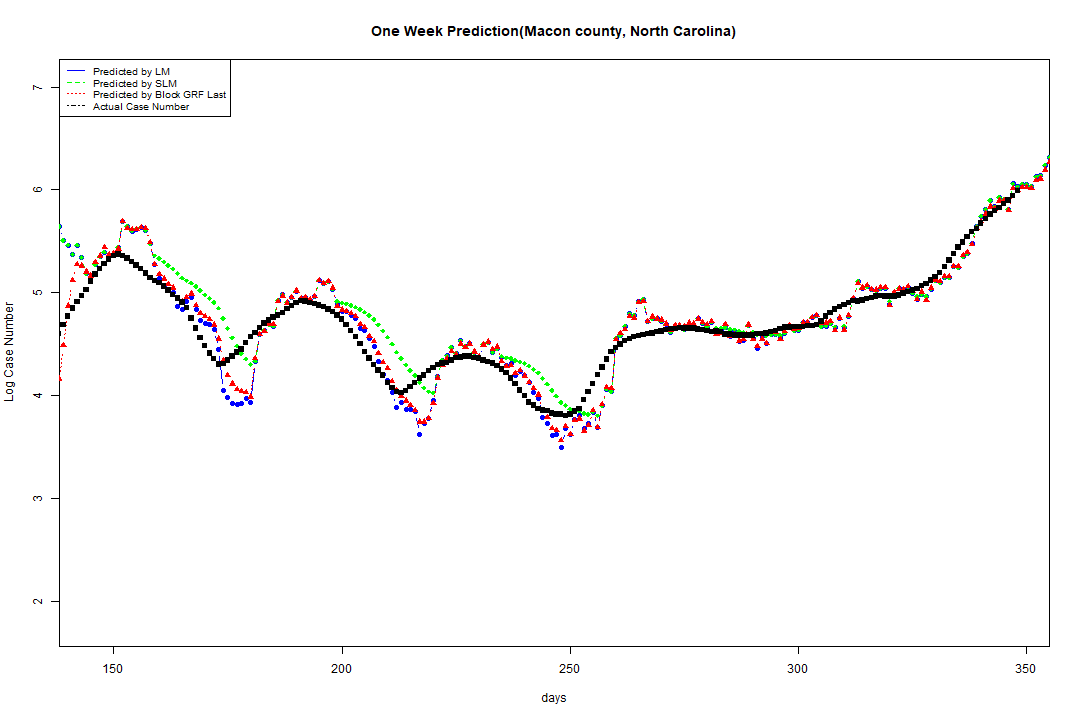 One Week Prediction(Macon county, North Carolina)
Predicted by LM
Predicted by SLM
Predicted by Block GRF Last
Actual Case Number
7
6
5
4
3
2
Log Case Number
150 200 250 300 350
days